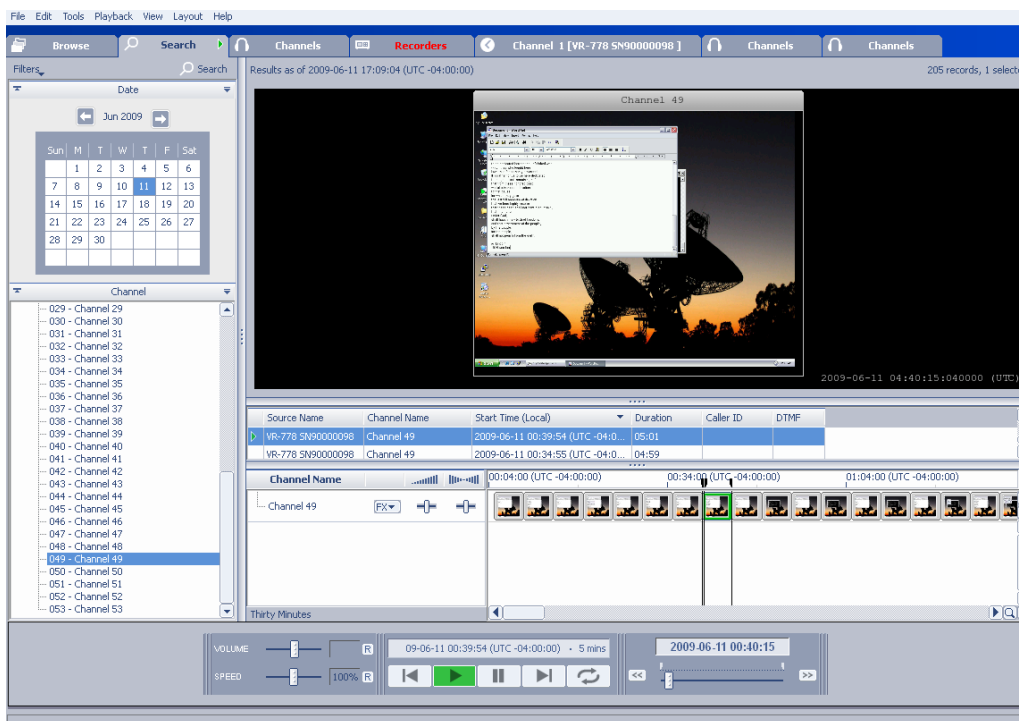 File Edit Tools Playback View Layout Help
Browse Search Channels Recorders Channel 1 [VR-778 SN90000098 ] Channels Channels
Filters Search Results as of 2009-06-11 17:09:04 (UTC -04:00:00) 205 records, 1 select
Date
Jun 2009
Sun M T W T F Sat
1 2 3 4 5 6
7 8 9 10 11 12 13
14 15 16 17 18 19 20
21 22 23 24 25 26 27
28 29 30
Channel
029 - Channel 29
030 - Channel 30
031 - Channel 31
032 - Channel 32
033 - Channel 33
034 - Channel 34
035 - Channel 35
036 - Channel 36
037 - Channel 37
038 - Channel 38
039 - Channel 39
040 - Channel 40
041 - Channel 41
042 - Channel 42
043 - Channel 43
044 - Channel 44
045 - Channel 45
046 - Channel 46
047 - Channel 47
048 - Channel 48
049 - Channel 49
050 - Channel 50
051 - Channel 51
052 - Channel 52
053 - Channel 53
Channel 49
2009-06-11 04:40:15:040000 (UTC)
Source Name Channel Name Start Time (Local) Duration Caller ID DTMF
VR-778 SN90000098 Channel 49 2009-06-11 00:39:54 (UTC -04:0... 05:01
VR-778 SN90000098 Channel 49 2009-06-11 00:34:55 (UTC -04:0... 04:59
Channel Name 00:04:00 (UTC -04:00:00) 00:34:00 (UTC -04:00:00) 01:04:00 (UTC -04:00:00)
Channel 49 FX
Thirty Minutes
VOLUME R 09-06-11 00:39:54 (UTC -04:00:00) - 5 mins 2009-06-11 00:40:15
SPEED 100% R << >>